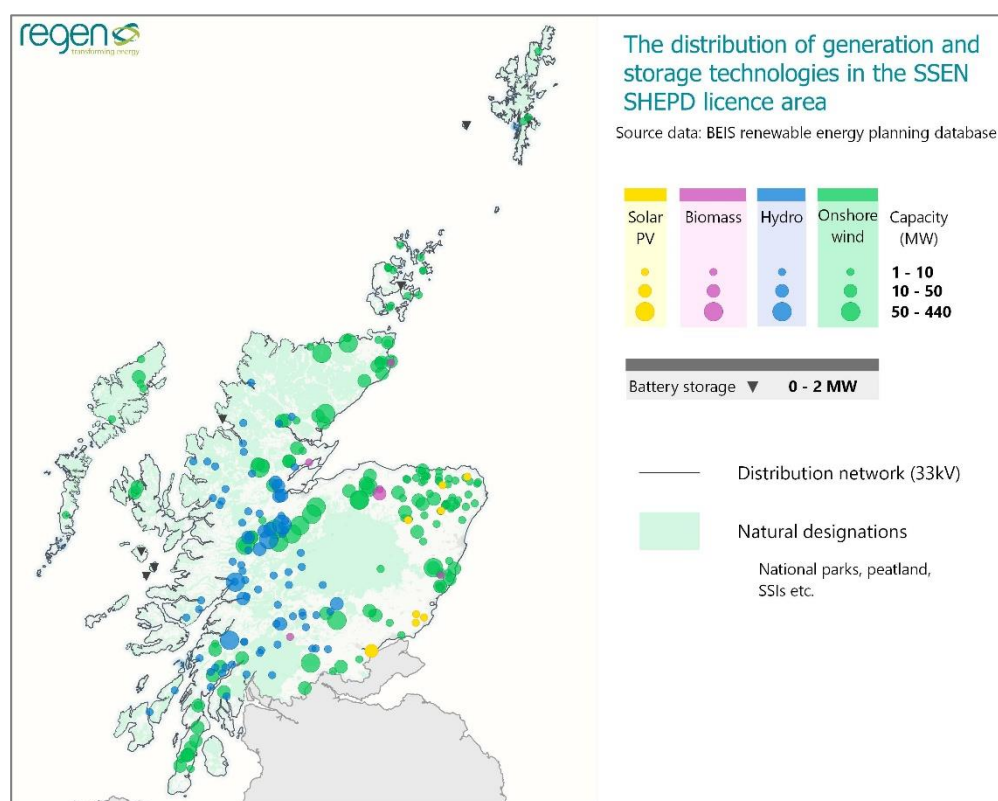 regen
transforming energy
The distribution of generation and
storage technologies in the SSEN
SHEPD licence area
Source data: BEIS renewable energy planning database
Solar
PV
Biomass
Hydro
Onshore
wind
Capacity
(MW)
1 - 10
10 - 50
50 - 440
Battery storage
0 - 2 MW
Distribution network (33kV)
Natural designations
National parks, peatland,
SSIs etc.